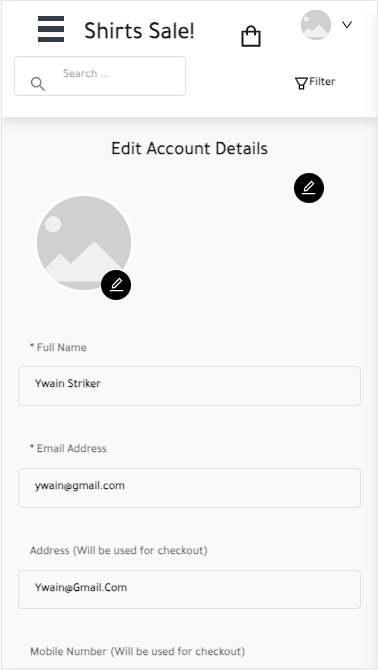 Shirts Sale!
Search ...
Filter
Edit Account Details
* Full Name
Ywain Striker
* Email Address
ywain@gmail.com
Address (Will be used for checkout)
Ywain@Gmail.Com
Mobile Number (Will be used for checkout)